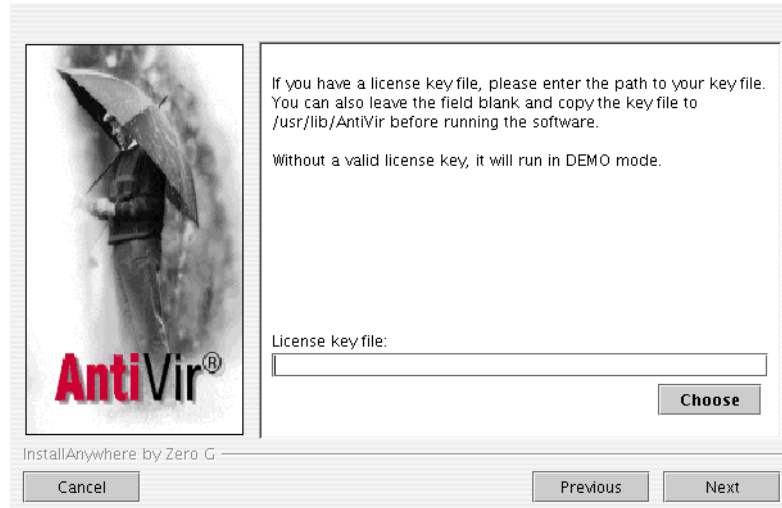 If you have a license key file, please enter the path to your key file.
You can also leave the field blank and copy the key file to
/usr/lib/AntiVir before running the software.
Without a valid license key, it will run in DEMO mode.
AntiVir®
License key file:
Choose
InstallAnywhere by Zero G
Cancel
Previous
Next